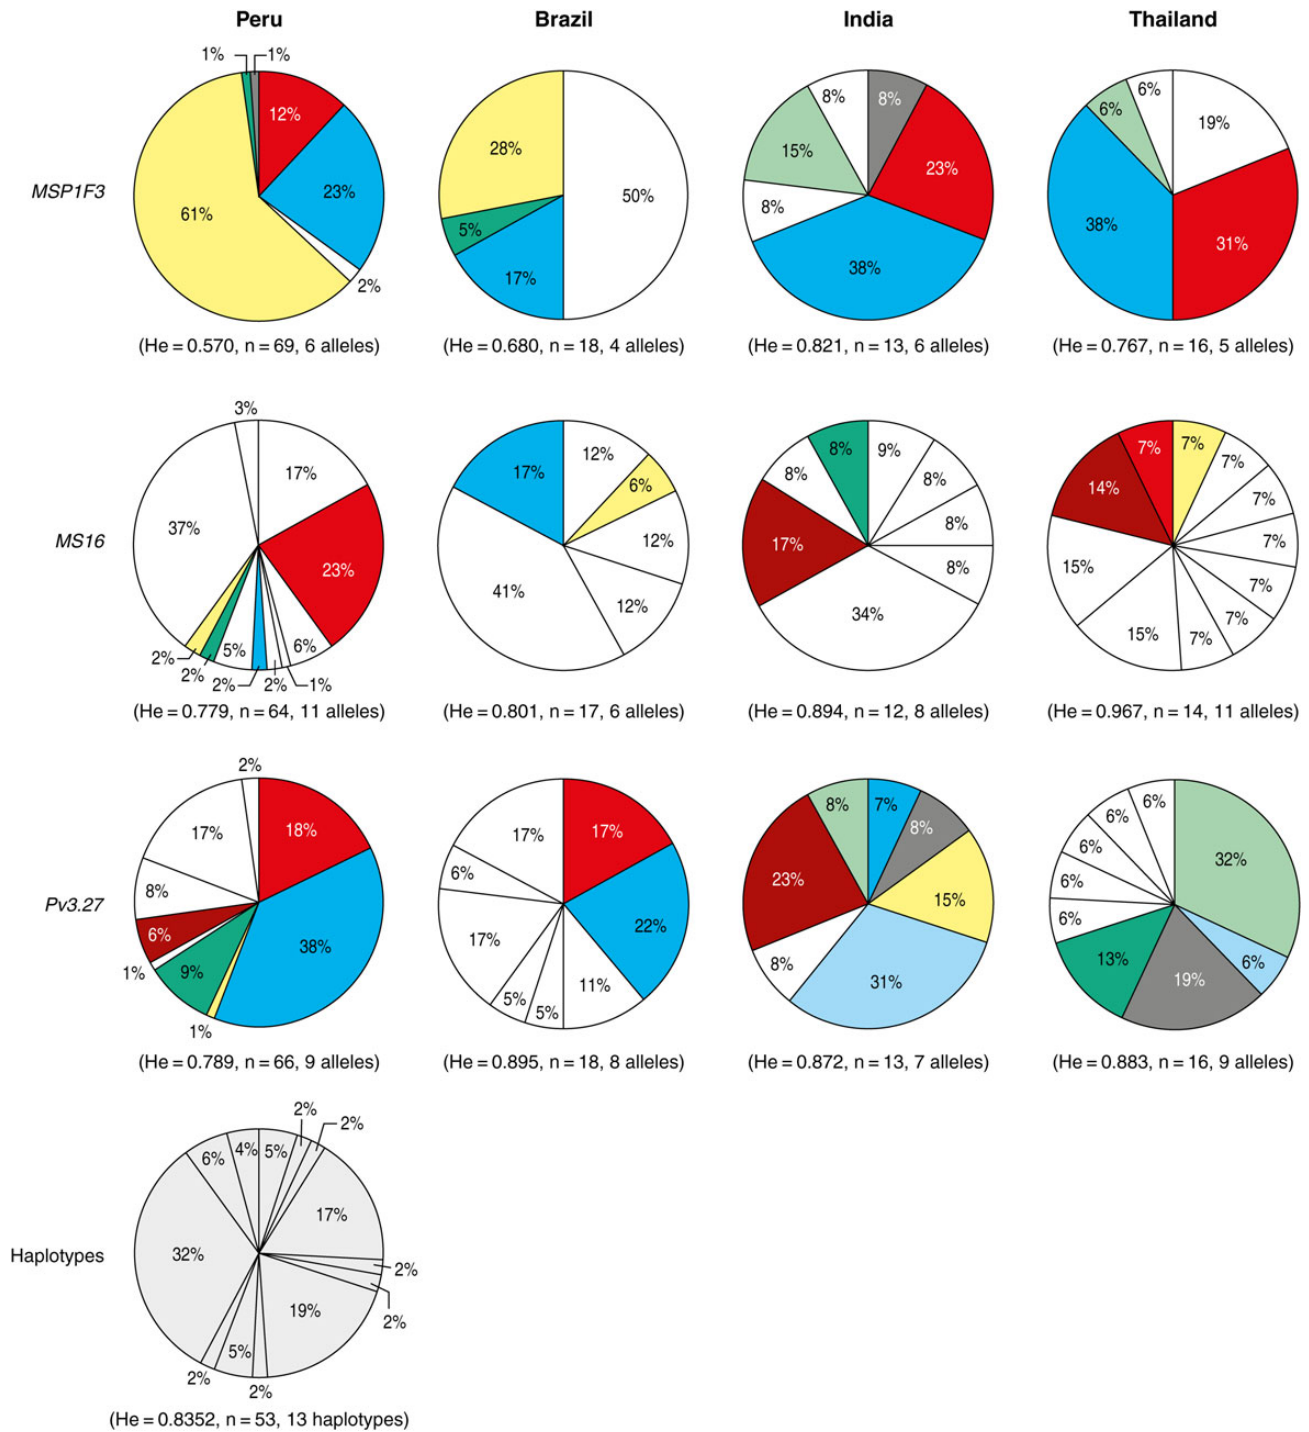 Peru Brazil India Thailand
MSP1F3
1% 1% 12% 23% 2% 61%
50% 17% 5% 28%
8% 23% 38% 8% 15% 8%
19% 31% 38% 6% 6%
(He = 0.570, n = 69, 6 alleles)
(He = 0.680, n = 18, 4 alleles)
(He = 0.821, n = 13, 6 alleles)
(He = 0.767, n = 16, 5 alleles)
MS16
3% 17% 23% 6% 1% 2% 2% 5% 2% 2% 37%
12% 6% 12% 12% 41% 17%
9% 8% 8% 8% 34% 17% 8% 8%
7% 7% 7% 7% 7% 7% 7% 15% 15% 14% 7%
(He = 0.779, n = 64, 11 alleles)
(He = 0.801, n = 17, 6 alleles)
(He = 0.894, n = 12, 8 alleles)
(He = 0.967, n = 14, 11 alleles)
Pv3.27
2% 18% 38% 1% 9% 1% 6% 8% 17%
17% 22% 11% 5% 5% 17% 6% 17%
7% 8% 15% 31% 8% 23% 8%
32% 6% 19% 13% 6% 6% 6% 6% 6%
(He = 0.789, n = 66, 9 alleles)
(He = 0.895, n = 18, 8 alleles)
(He = 0.872, n = 13, 7 alleles)
(He = 0.883, n = 16, 9 alleles)
Haplotypes
5% 2% 2% 17% 2% 2% 19% 2% 5% 2% 32% 6% 4%
(He = 0.8352, n = 53, 13 haplotypes)